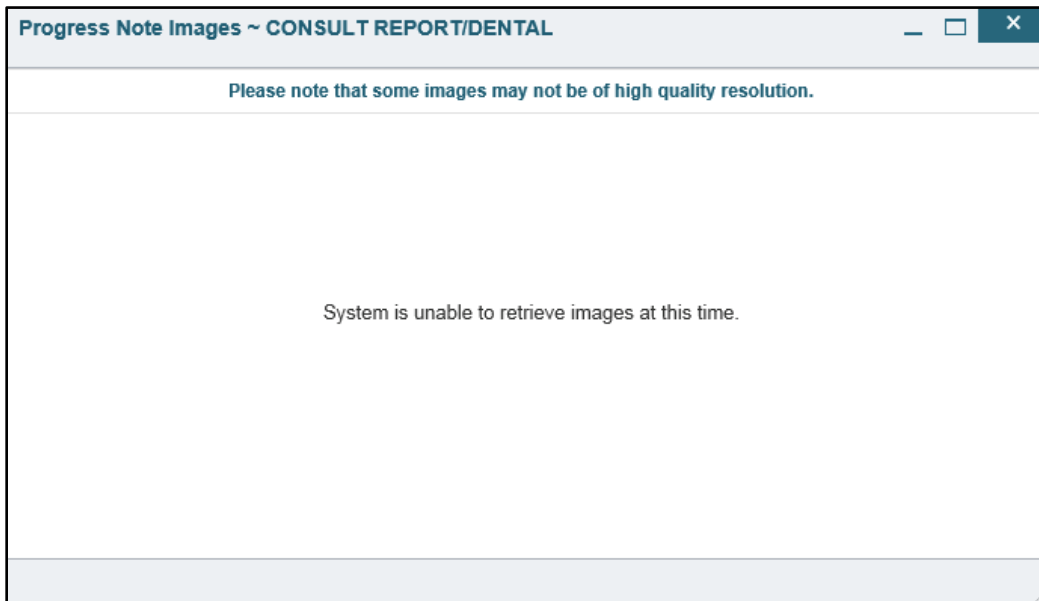 Progress Note Images ~ CONSULT REPORT/DENTAL
Please note that some images may not be of high quality resolution.
System is unable to retrieve images at this time.